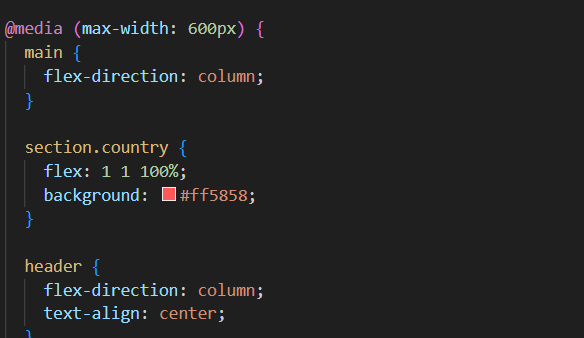 @media (max-width: 600px) {
main {
flex-direction: column;
}
section.country {
flex: 1 1 100%;
background: #ff5858;
}
header {
flex-direction: column;
text-align: center;
}